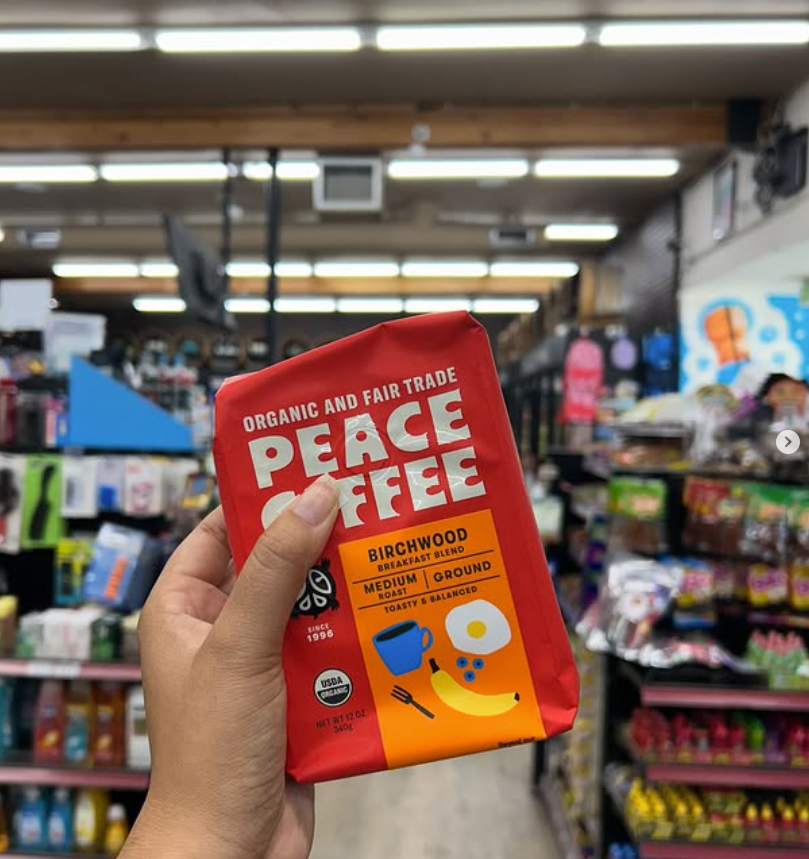 ORGANIC AND FAIR TRADE
PEACE
COFFEE
BIRCHWOOD
BREAKFAST BLEND
MEDIUM
ROAST
GROUND
TOASTY & BALANCED
SINCE
1996
USDA
ORGANIC
NET WT 12 OZ
340g